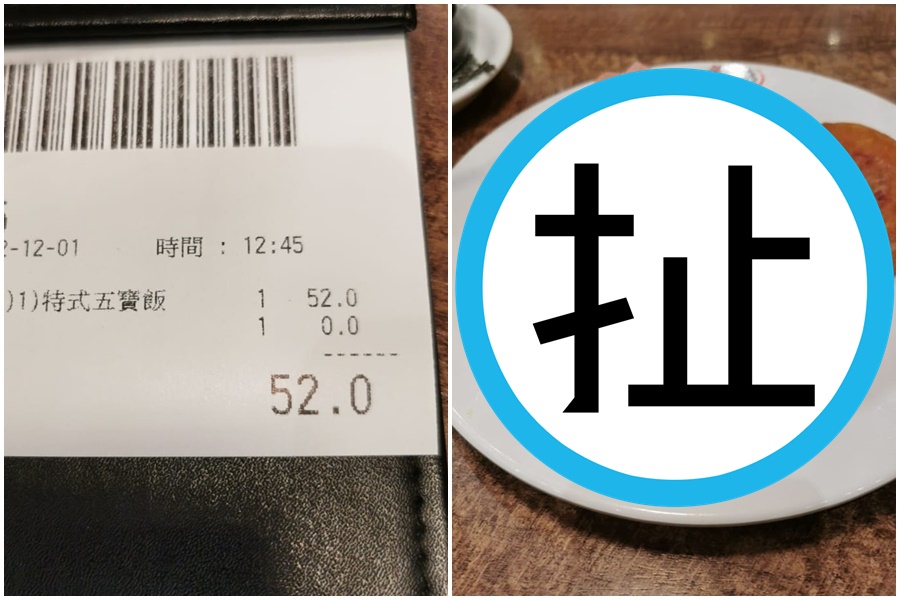 2-12-01 時間 : 12:45
)1)特式五寶飯 1 52.0
1 0.0
------
52.0
扯